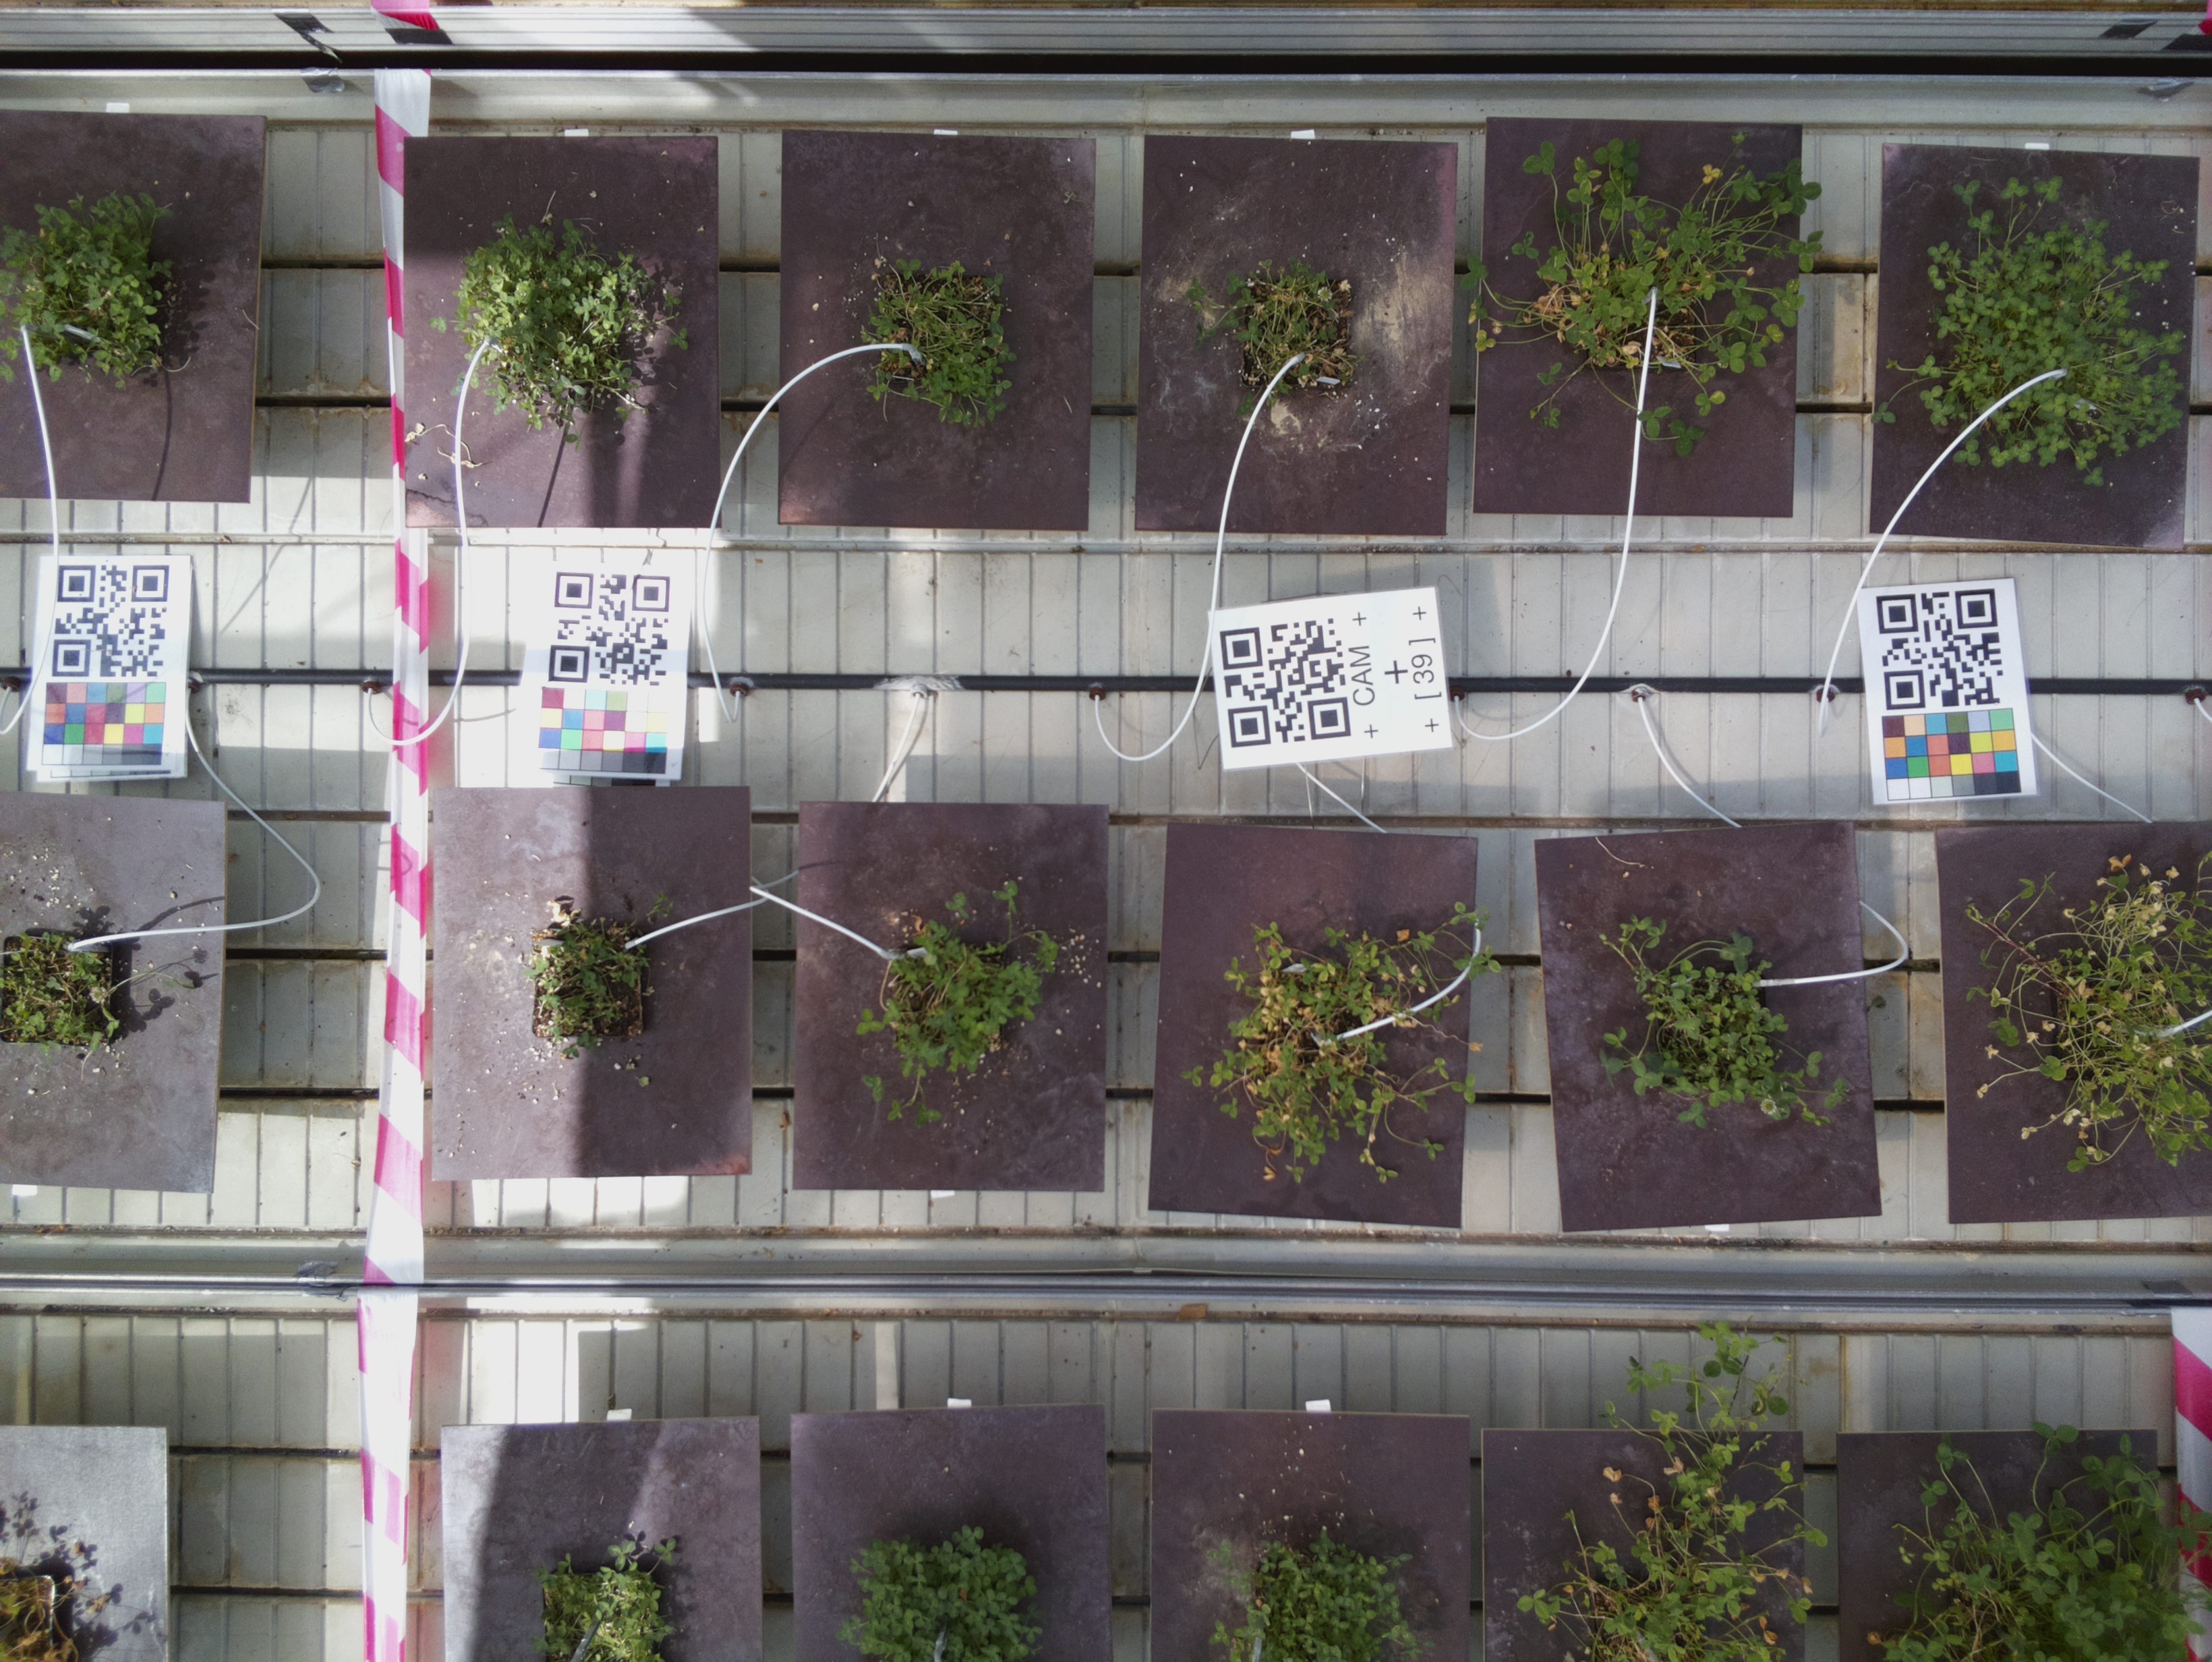 + CAM +
+
+ [ 39 ] +